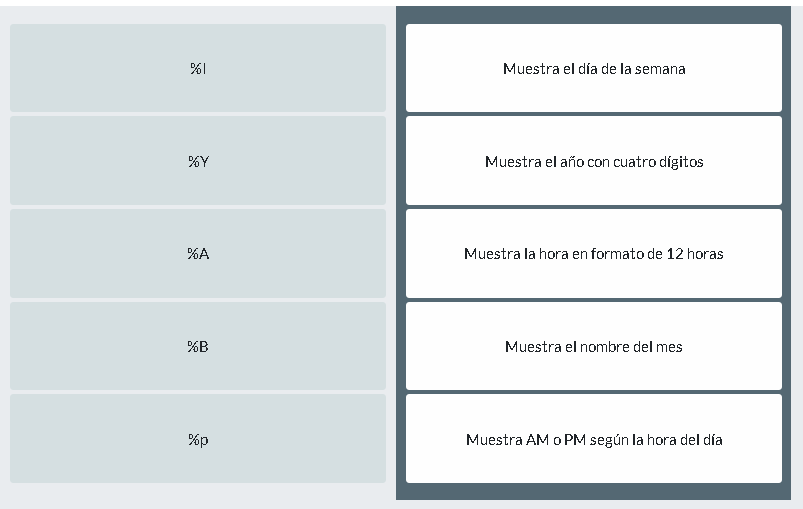 %I
Muestra el día de la semana
%Y
Muestra el año con cuatro dígitos
%A
Muestra la hora en formato de 12 horas
%B
Muestra el nombre del mes
%p
Muestra AM o PM según la hora del día